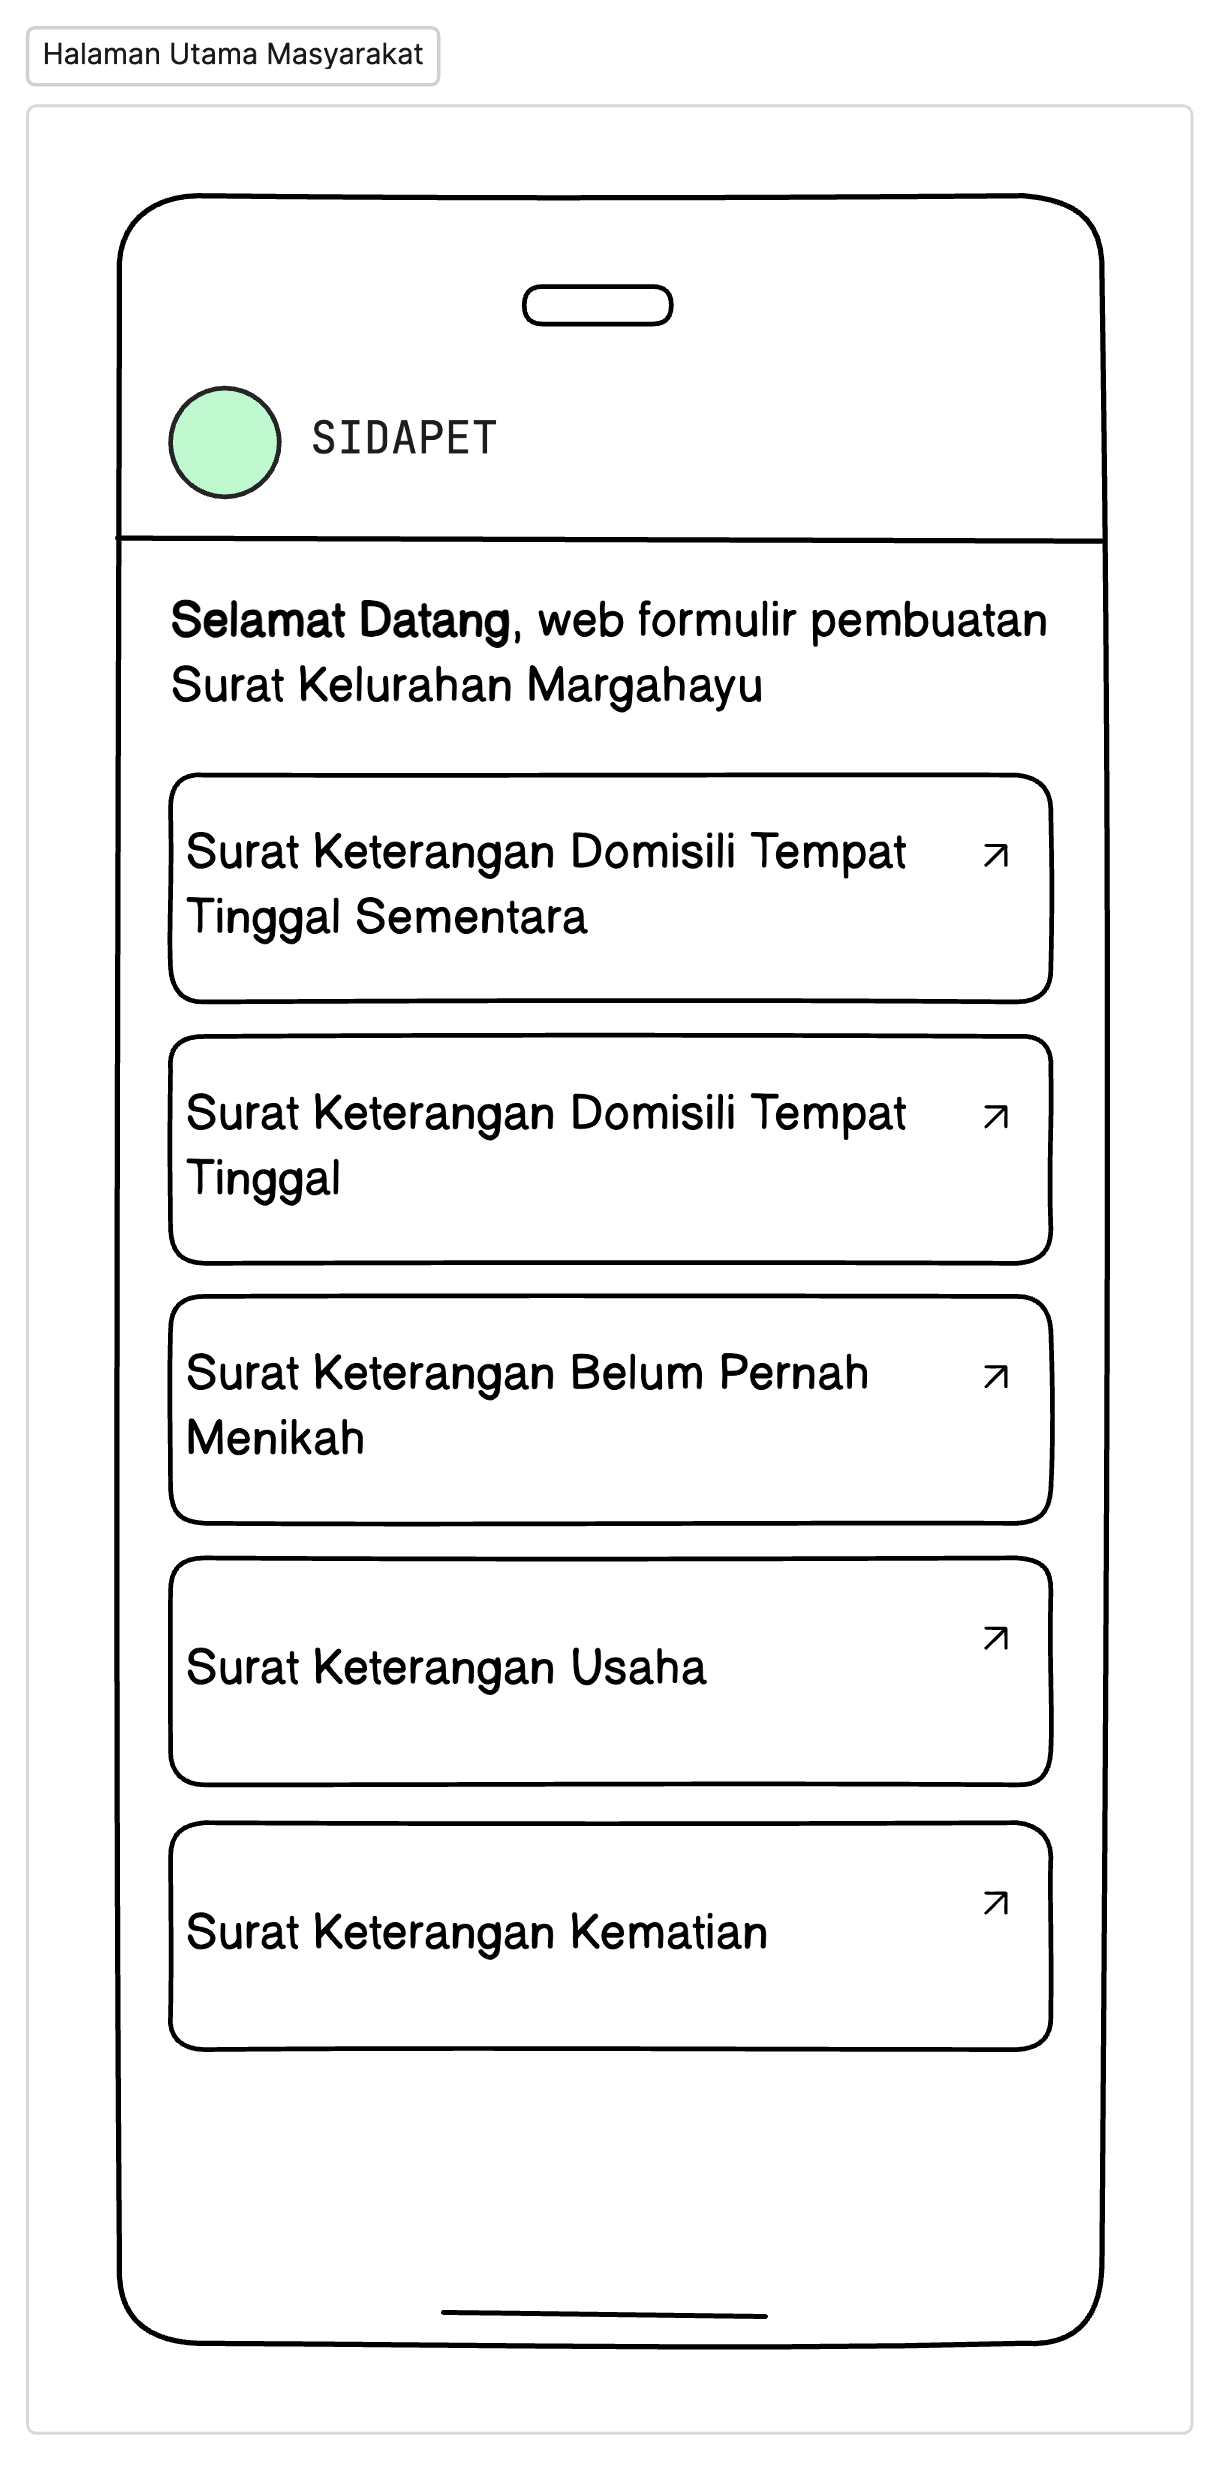 Halaman Utama Masyarakat
SIDAPET
Selamat Datang, web formulir pembuatan
Surat Kelurahan Margahayu
Surat Keterangan Domisili Tempat
Tinggal Sementara
Surat Keterangan Domisili Tempat
Tinggal
Surat Keterangan Belum Pernah
Menikah
Surat Keterangan Usaha
Surat Keterangan Kematian